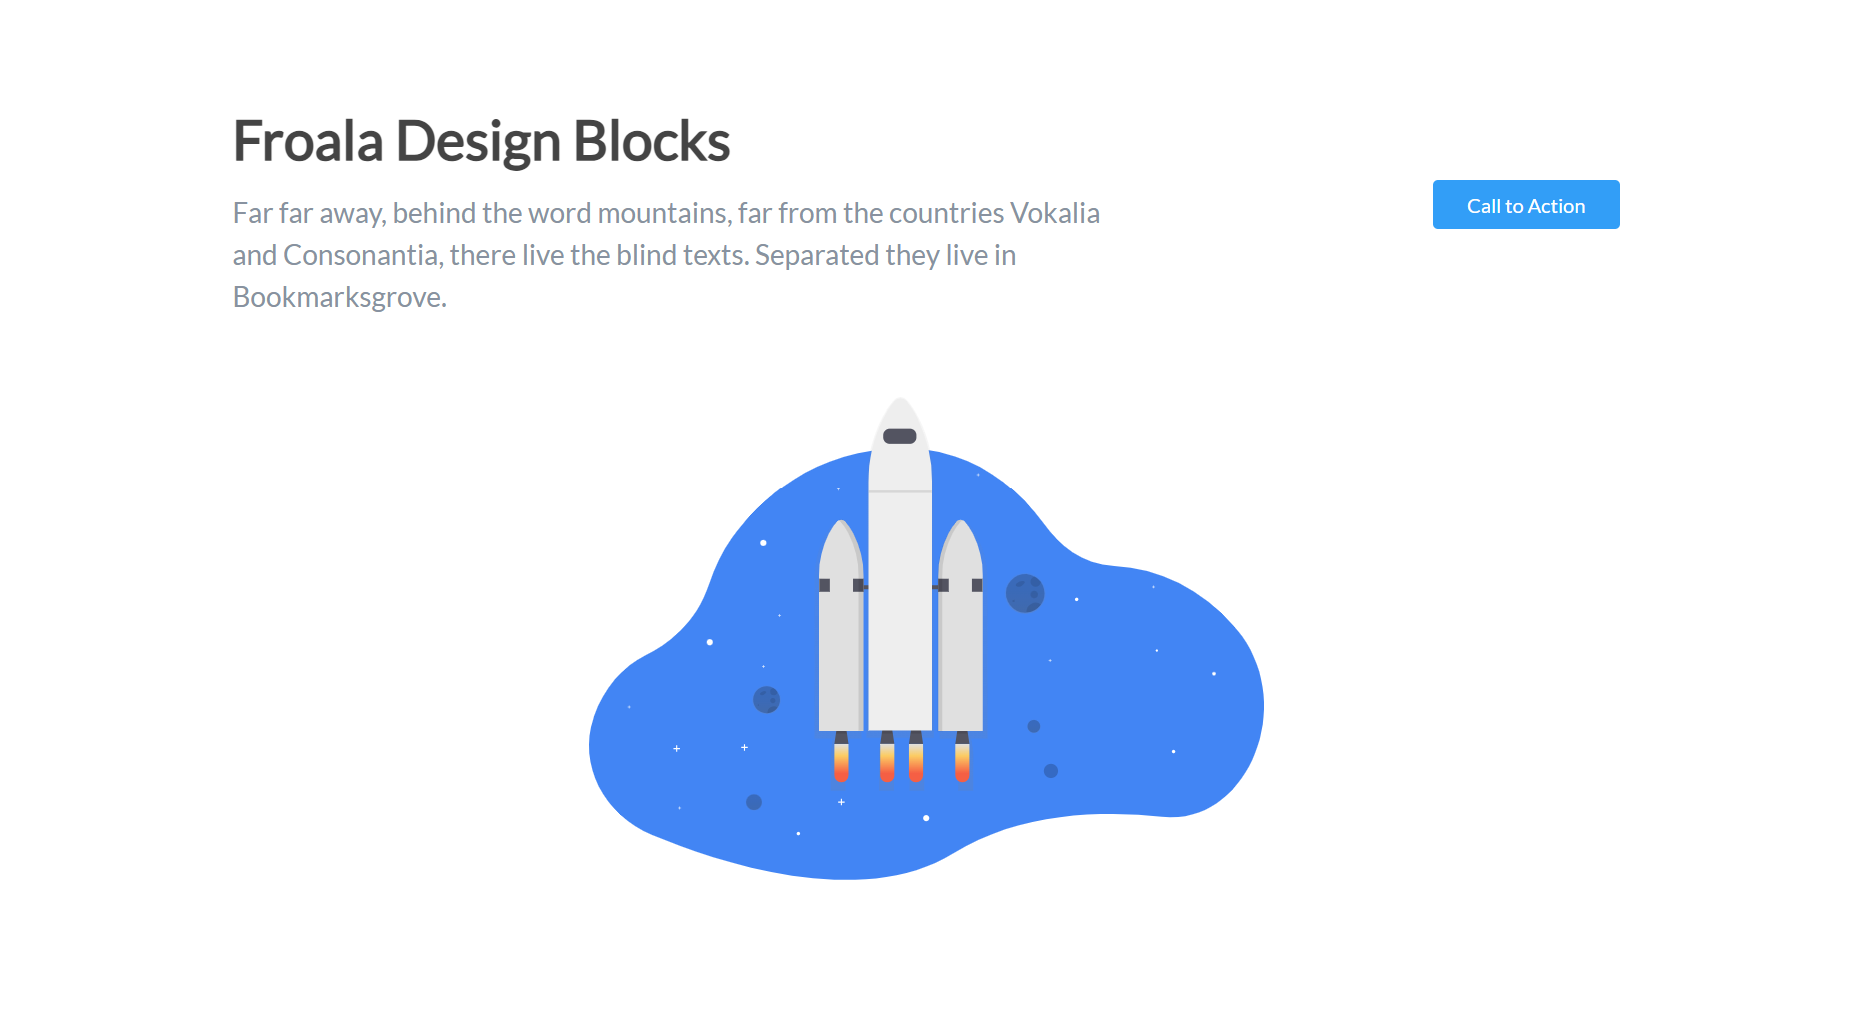 Froala Design Blocks
Far far away, behind the word mountains, far from the countries Vokalia
and Consonantia, there live the blind texts. Separated they live in
Bookmarksgrove.
Call to Action